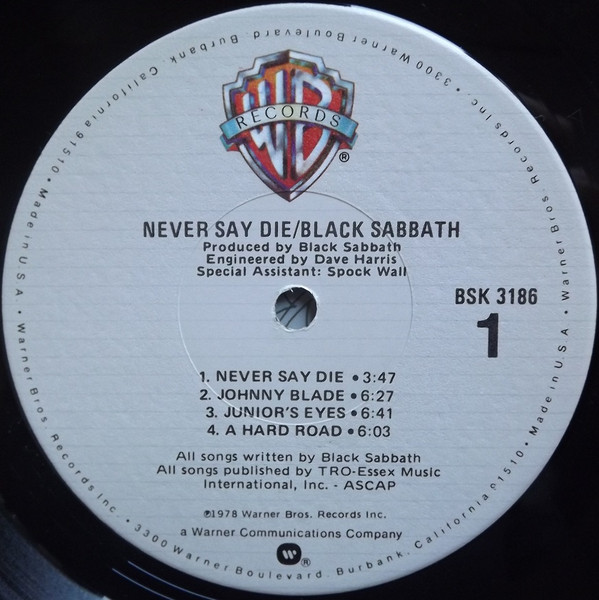 WB
RECORDS
®
NEVER SAY DIE/BLACK SABBATH
Produced by Black Sabbath
Engineered by Dave Harris
Special Assistant: Spock Wall
BSK 3186
1
1. NEVER SAY DIE • 3:47
2. JOHNNY BLADE • 6:27
3. JUNIOR'S EYES • 6:41
4. A HARD ROAD • 6:03
All songs written by Black Sabbath
All songs published by TRO-Essex Music
International, Inc. - ASCAP
℗1978 Warner Bros. Records Inc.
a Warner Communications Company
®
Warner Bros. Records Inc. • 3300 Warner Boulevard, Burbank, California 91510 • Made in U.S.A. •
Warner Bros. Records Inc. • 3300 Warner Boulevard, Burbank, California 91510 • Made in U.S.A. •